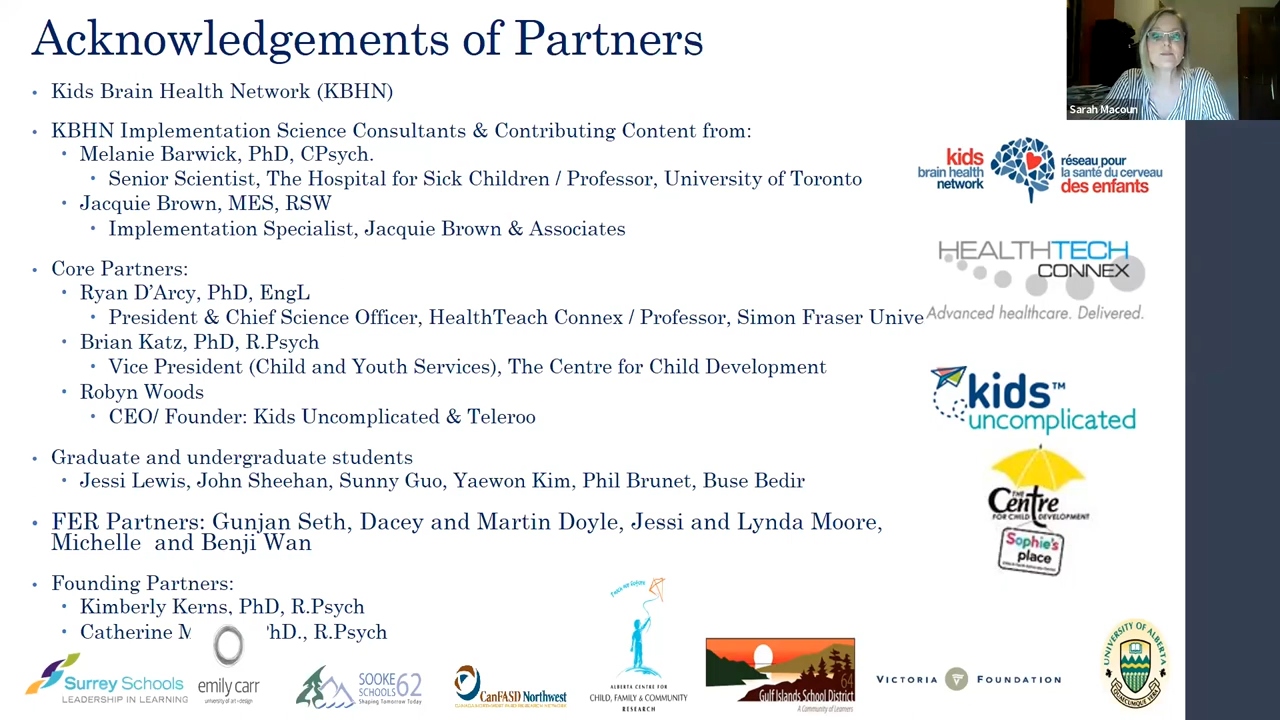 Acknowledgements of Partners
Sarah Macoun
• Kids Brain Health Network (KBHN)
• KBHN Implementation Science Consultants & Contributing Content from:
• Melanie Barwick, PhD, CPsych.
• Senior Scientist, The Hospital for Sick Children / Professor, University of Toronto
• Jacquie Brown, MES, RSW
• Implementation Specialist, Jacquie Brown & Associates
• Core Partners:
• Ryan D'Arcy, PhD, EngL
• President & Chief Science Officer, HealthTeach Connex / Professor, Simon Fraser Unive
• Brian Katz, PhD, R.Psych
• Vice President (Child and Youth Services), The Centre for Child Development
• Robyn Woods
• CEO/ Founder: Kids Uncomplicated & Teleroo
• Graduate and undergraduate students
• Jessi Lewis, John Sheehan, Sunny Guo, Yaewon Kim, Phil Brunet, Buse Bedir
• FER Partners: Gunjan Seth, Dacey and Martin Doyle, Jessi and Lynda Moore,
Michelle and Benji Wan
• Founding Partners:
• Kimberly Kerns, PhD, R.Psych
• Catherine M hD., R.Psych
kids
brain health
network
réseau pour
la santé du cerveau
des enfants
HEALTHTECH
CONNEX
Advanced healthcare. Delivered.
kids™
uncomplicated
THE
Centre
FOR CHILD DEVELOPMENT
Sophie's
place
Surrey Schools
LEADERSHIP IN LEARNING
emily carr
university of art + design
SOOKE
SCHOOLS 62
Shaping Tomorrow Today
CanFASD Northwest
ALBERTA CENTRE FOR
CHILD, FAMILY & COMMUNITY
RESEARCH
64
Gulf Islands School District
A Community of Learners
VICTORIA FOUNDATION
UNIVERSITY OF ALBERTA